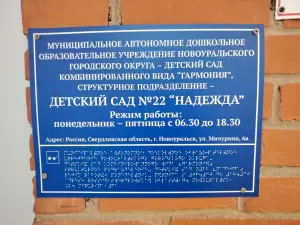 МУНИЦИПАЛЬНОЕ АВТОНОМНОЕ ДОШКОЛЬНОЕ
ОБРАЗОВАТЕЛЬНОЕ УЧРЕЖДЕНИЕ НОВОУРАЛЬСКОГО
ГОРОДСКОГО ОКРУГА – ДЕТСКИЙ САД
КОМБИНИРОВАННОГО ВИДА "ГАРМОНИЯ",
СТРУКТУРНОЕ ПОДРАЗДЕЛЕНИЕ –
ДЕТСКИЙ САД №22 "НАДЕЖДА"
Режим работы:
понедельник – пятница с 06.30 до 18.30
Адрес: Россия, Свердловская область, г. Новоуральск, ул. Мичурина, 6а